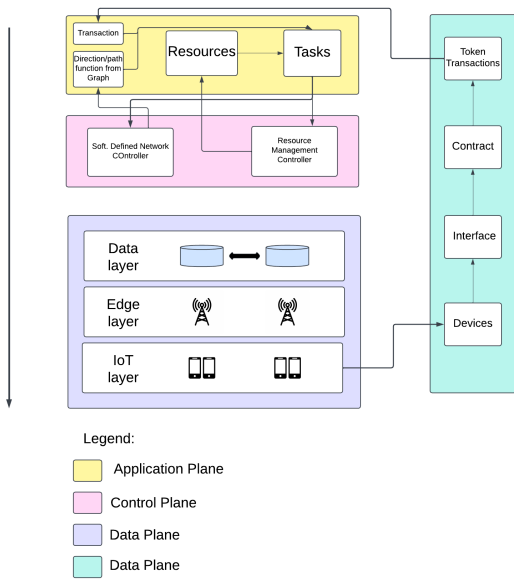 Transaction
Direction/path
function from
Graph
Resources
Tasks
Token
Transactions
Soft. Defined Network
COntroller
Resource
Management
Controller
Contract
Interface
Devices
Data
layer
Edge
layer
IoT
layer
Legend:
Application Plane
Control Plane
Data Plane
Data Plane